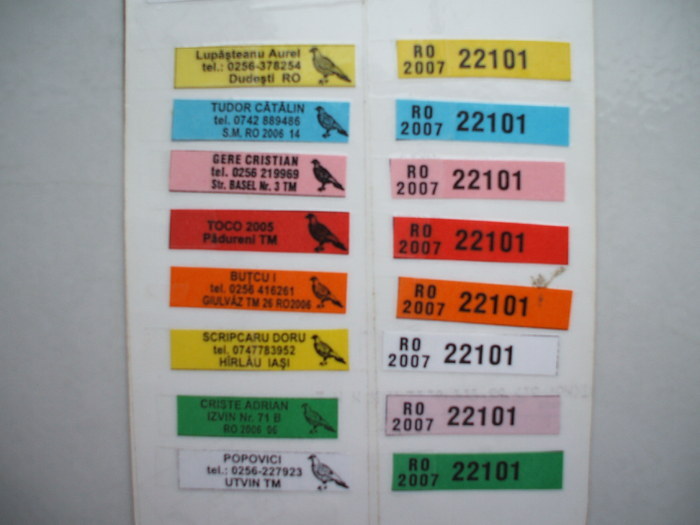 Lupășteanu Aurel
tel.: 0256-378254
Dudești RO
RO
2007 22101
TUDOR CĂTĂLIN
tel. 0742 889486
S.M. RO 2006 14
RO
2007 22101
GERE CRISTIAN
tel. 0256 219969
Str. BASEL Nr. 3 TM
RO
2007 22101
TOCO 2005
Pădureni TM
RO
2007 22101
BUȚCU I
tel. 0256 416261
GIULVĂZ TM 26 RO2006
RO
2007 22101
SCRIPCARU DORU
tel. 0747783952
HÎRLĂU IAȘI
RO
2007 22101
CRISTE ADRIAN
IZVIN Nr. 71 B
RO 2006 96
RO
2007 22101
POPOVICI
tel.: 0256-227923
UTVIN TM
RO
2007 22101